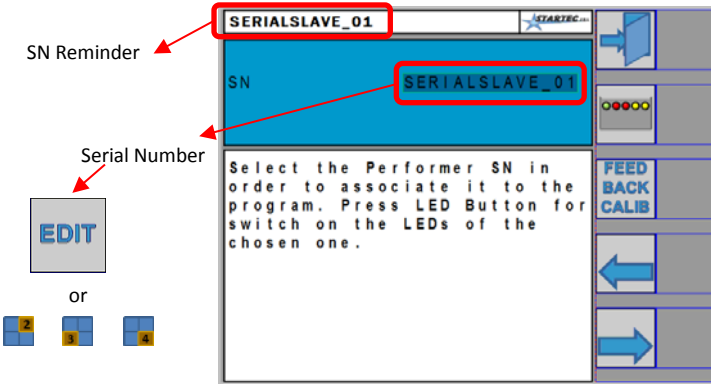 SERIALSLAVE_01
STARTEC s.r.l.
SN Reminder
SN
SERIALSLAVE_01
Serial Number
Select the Performer SN in
order to associate it to the
program. Press LED Button for
switch on the LEDs of the
chosen one.
FEED
BACK
CALIB
EDIT
or
2
3
4